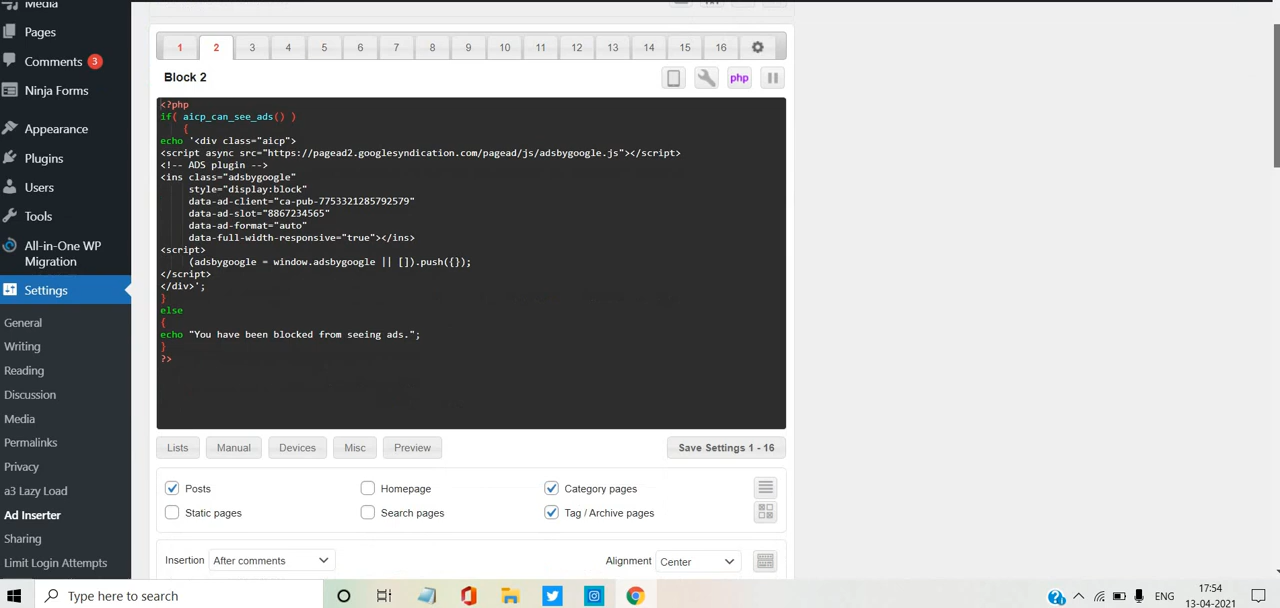 Media
Pages
Comments 3
Ninja Forms
Appearance
Plugins
Users
Tools
All-in-One WP
Migration
Settings
General
Writing
Reading
Discussion
Media
Permalinks
Privacy
a3 Lazy Load
Ad Inserter
Sharing
Limit Login Attempts
1 2 3 4 5 6 7 8 9 10 11 12 13 14 15 16
Block 2
php
<?php
if( aicp_can_see_ads() )
{
echo '<div class="aicp">
<script async src="https://pagead2.googlesyndication.com/pagead/js/adsbygoogle.js"></script>
<!-- ADS plugin -->
<ins class="adsbygoogle"
style="display:block"
data-ad-client="ca-pub-7753321285792579"
data-ad-slot="8867234565"
data-ad-format="auto"
data-full-width-responsive="true"></ins>
<script>
(adsbygoogle = window.adsbygoogle || []).push({});
</script>
</div>';
}
else
{
echo "You have been blocked from seeing ads.";
}
?>
Lists Manual Devices Misc Preview Save Settings 1 - 16
Posts Homepage Category pages
Static pages Search pages Tag / Archive pages
Insertion After comments Alignment Center
Type here to search
ENG
17:54
13-04-2021